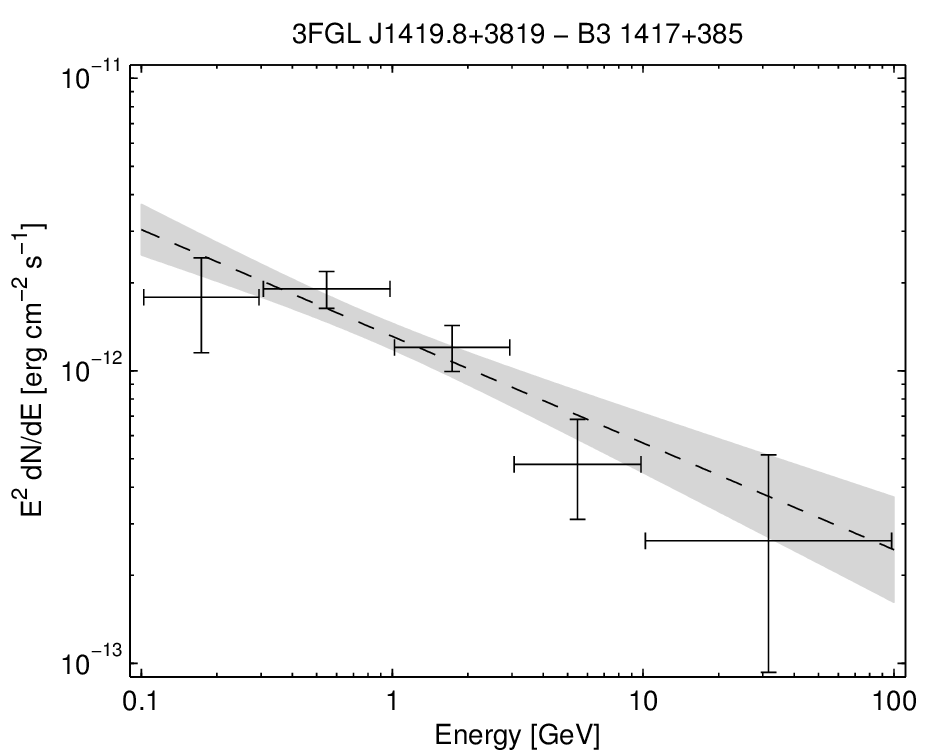 3FGL J1419.8+3819 − B3 1417+385
10⁻¹¹
10⁻¹²
10⁻¹³
E² dN/dE [erg cm⁻² s⁻¹]
0.1 1 10 100
Energy [GeV]